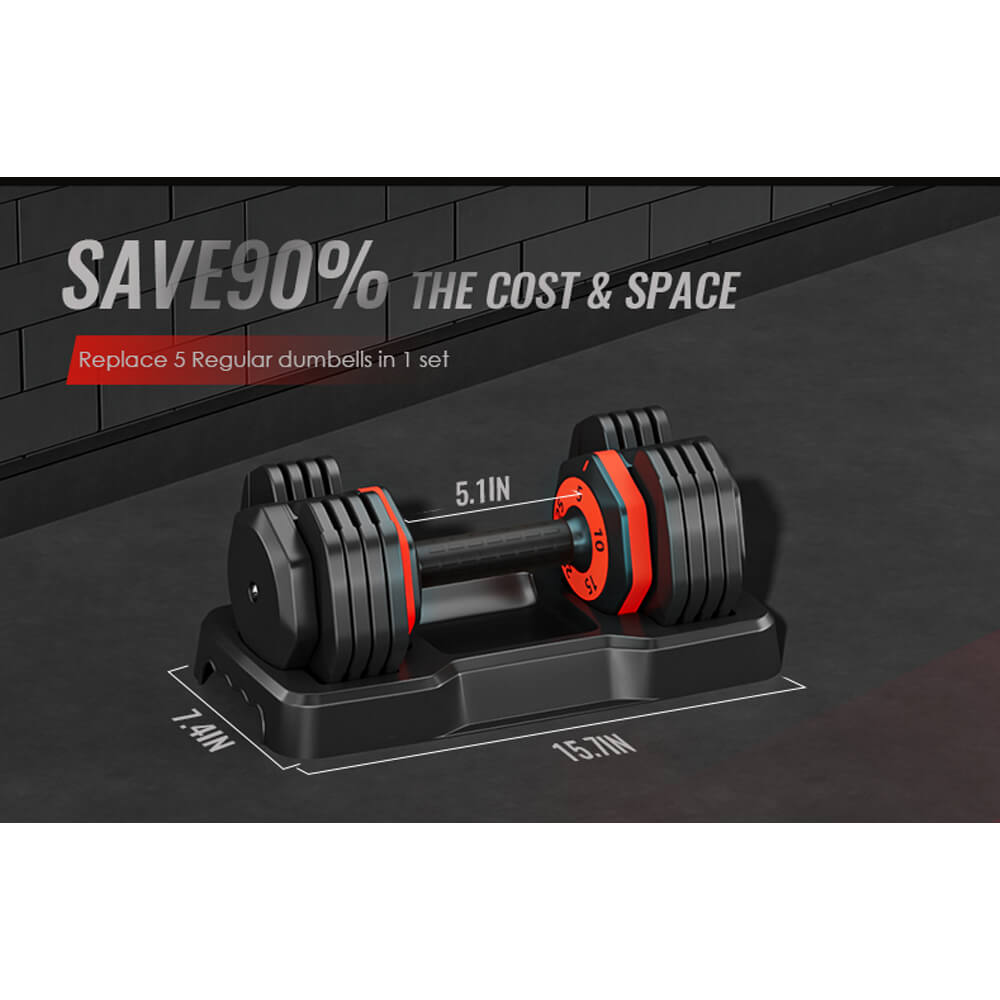 SAVE90% THE COST & SPACE
Replace 5 Regular dumbells in 1 set
5.1IN
10
15
7.4IN
15.7IN